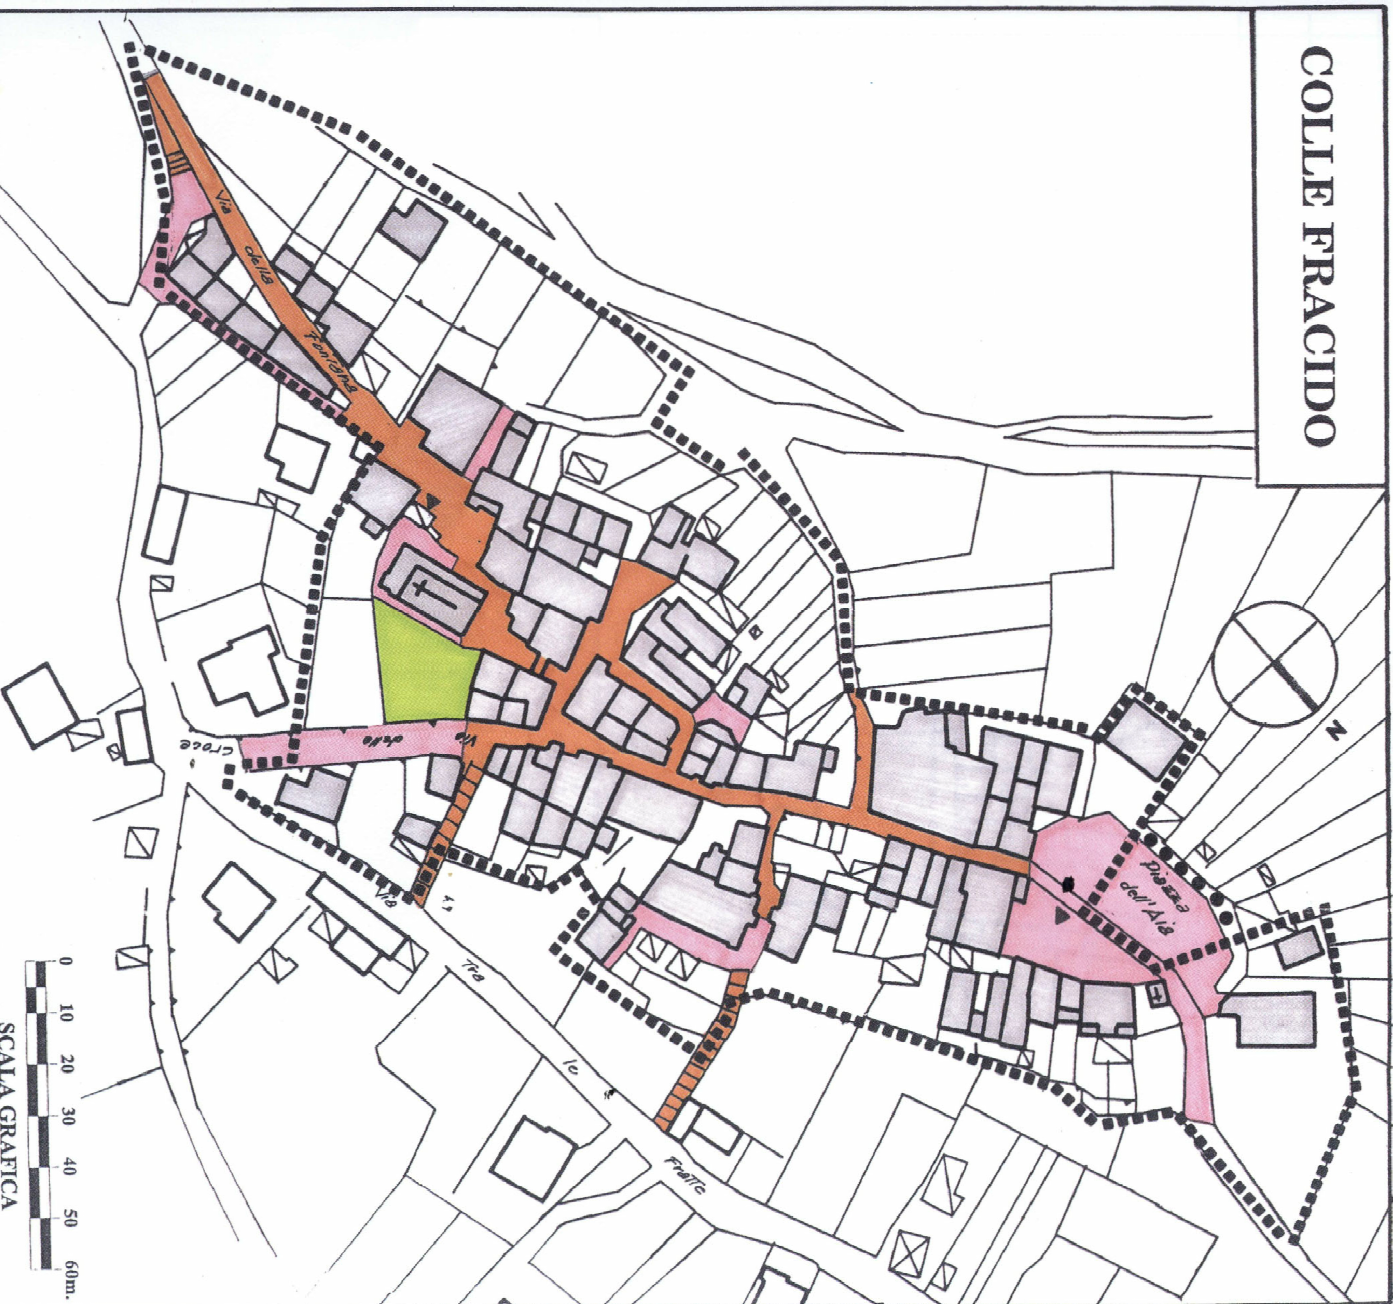 COLLE FRACIDO
N
Via della Fontana
Via della Croce
Piazza
dell'Aia
Via Tra le Fratte
0 10 20 30 40 50 60m.
SCALA GRAFICA